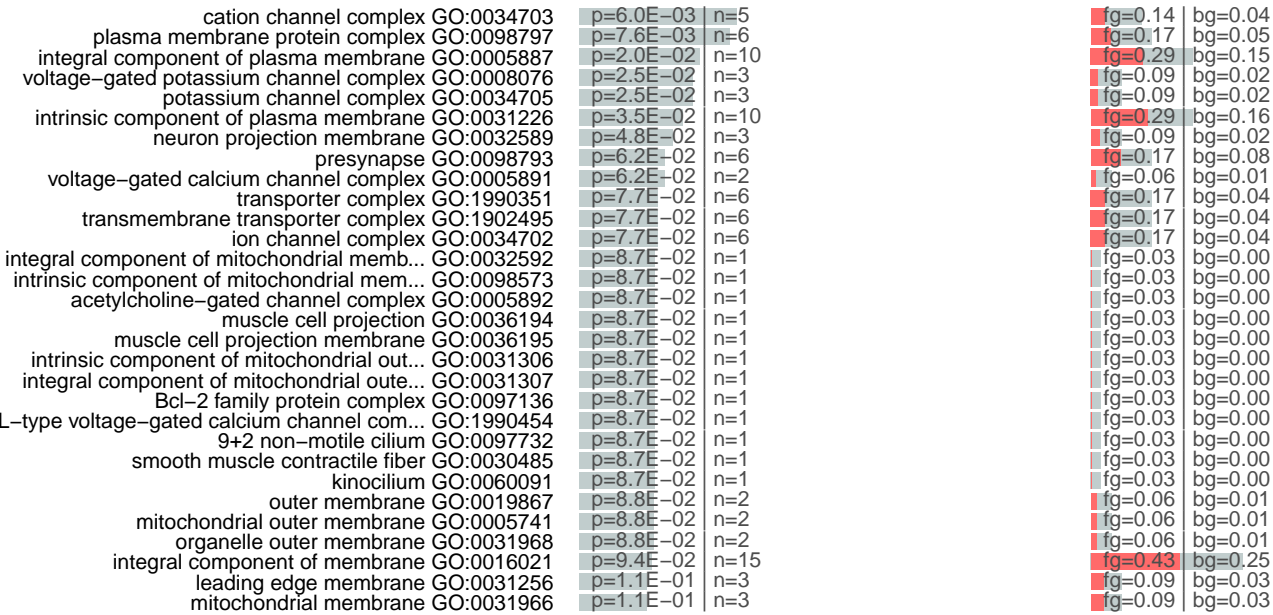 cation channel complex GO:0034703 p=6.0E−03 | n=5 fg=0.14 | bg=0.04
plasma membrane protein complex GO:0098797 p=7.6E−03 | n=6 fg=0.17 | bg=0.05
integral component of plasma membrane GO:0005887 p=2.0E−02 | n=10 fg=0.29 | bg=0.15
voltage−gated potassium channel complex GO:0008076 p=2.5E−02 | n=3 fg=0.09 | bg=0.02
potassium channel complex GO:0034705 p=2.5E−02 | n=3 fg=0.09 | bg=0.02
intrinsic component of plasma membrane GO:0031226 p=3.5E−02 | n=10 fg=0.29 | bg=0.16
neuron projection membrane GO:0032589 p=4.8E−02 | n=3 fg=0.09 | bg=0.02
presynapse GO:0098793 p=6.2E−02 | n=6 fg=0.17 | bg=0.08
voltage−gated calcium channel complex GO:0005891 p=6.2E−02 | n=2 fg=0.06 | bg=0.01
transporter complex GO:1990351 p=7.7E−02 | n=6 fg=0.17 | bg=0.04
transmembrane transporter complex GO:1902495 p=7.7E−02 | n=6 fg=0.17 | bg=0.04
ion channel complex GO:0034702 p=7.7E−02 | n=6 fg=0.17 | bg=0.04
integral component of mitochondrial memb... GO:0032592 p=8.7E−02 | n=1 fg=0.03 | bg=0.00
intrinsic component of mitochondrial mem... GO:0098573 p=8.7E−02 | n=1 fg=0.03 | bg=0.00
acetylcholine−gated channel complex GO:0005892 p=8.7E−02 | n=1 fg=0.03 | bg=0.00
muscle cell projection GO:0036194 p=8.7E−02 | n=1 fg=0.03 | bg=0.00
muscle cell projection membrane GO:0036195 p=8.7E−02 | n=1 fg=0.03 | bg=0.00
intrinsic component of mitochondrial out... GO:0031306 p=8.7E−02 | n=1 fg=0.03 | bg=0.00
integral component of mitochondrial oute... GO:0031307 p=8.7E−02 | n=1 fg=0.03 | bg=0.00
Bcl−2 family protein complex GO:0097136 p=8.7E−02 | n=1 fg=0.03 | bg=0.00
L−type voltage−gated calcium channel com... GO:1990454 p=8.7E−02 | n=1 fg=0.03 | bg=0.00
9+2 non−motile cilium GO:0097732 p=8.7E−02 | n=1 fg=0.03 | bg=0.00
smooth muscle contractile fiber GO:0030485 p=8.7E−02 | n=1 fg=0.03 | bg=0.00
kinocilium GO:0060091 p=8.7E−02 | n=1 fg=0.03 | bg=0.00
outer membrane GO:0019867 p=8.8E−02 | n=2 fg=0.06 | bg=0.01
mitochondrial outer membrane GO:0005741 p=8.8E−02 | n=2 fg=0.06 | bg=0.01
organelle outer membrane GO:0031968 p=8.8E−02 | n=2 fg=0.06 | bg=0.01
integral component of membrane GO:0016021 p=9.4E−02 | n=15 fg=0.43 | bg=0.25
leading edge membrane GO:0031256 p=1.1E−01 | n=3 fg=0.09 | bg=0.03
mitochondrial membrane GO:0031966 p=1.1E−01 | n=3 fg=0.09 | bg=0.03